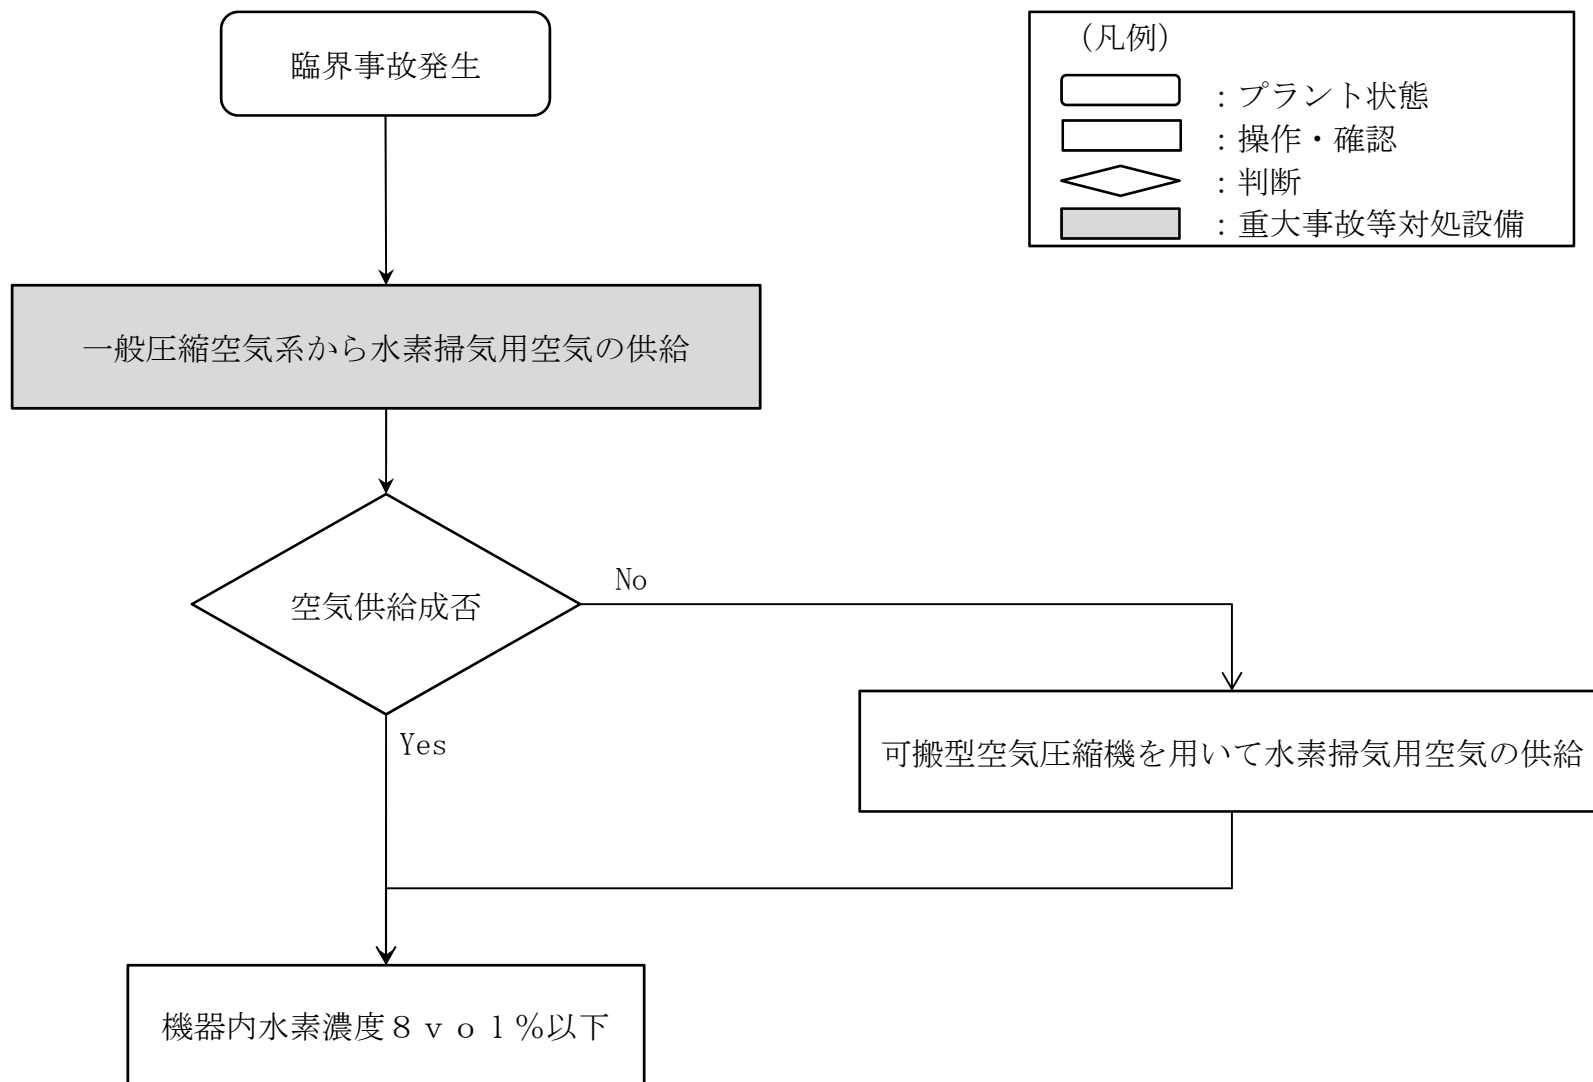 臨界事故発生
(凡例)
：プラント状態
：操作・確認
：判断
：重大事故等対処設備
一般圧縮空気系から水素掃気用空気の供給
空気供給成否
No
Yes
可搬型空気圧縮機を用いて水素掃気用空気の供給
機器内水素濃度８ｖｏｌ％以下